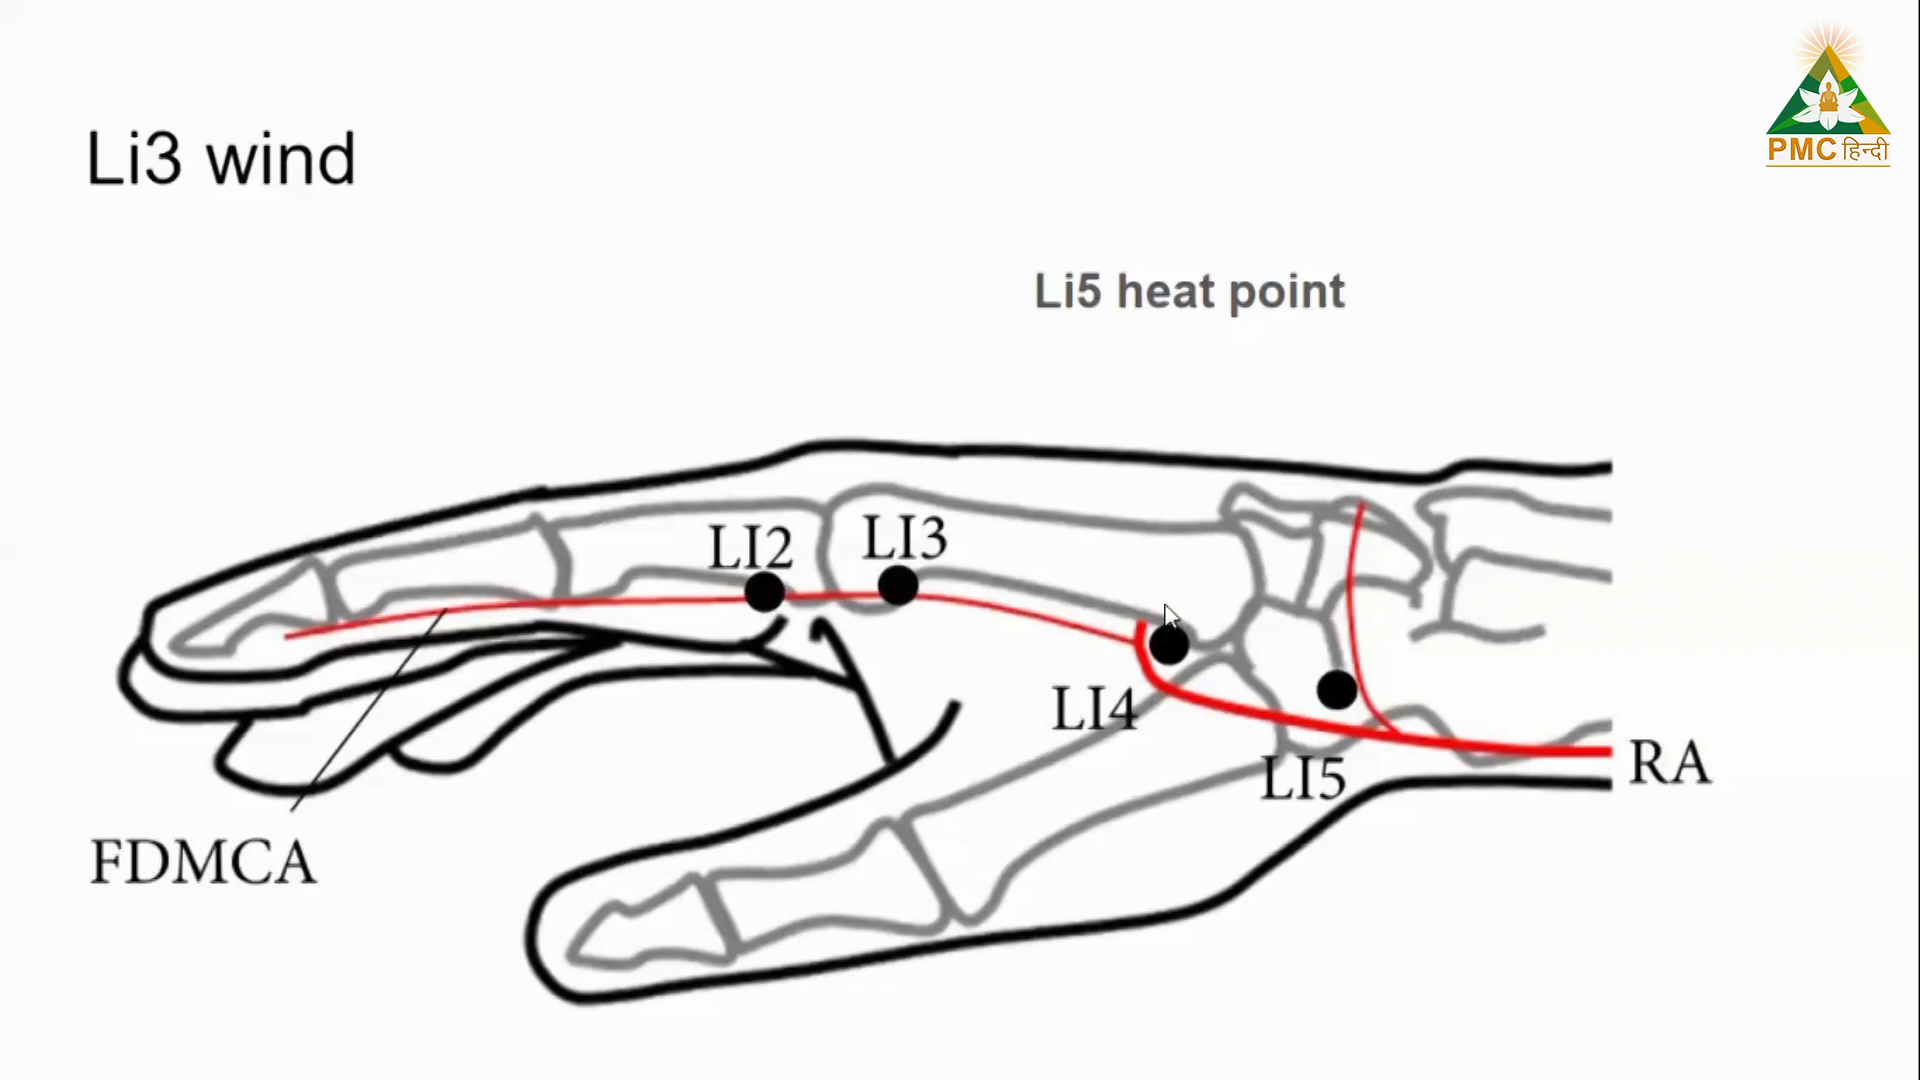 PMC हिन्दी
Li3 wind
Li5 heat point
LI2
LI3
LI4
LI5
RA
FDMCA